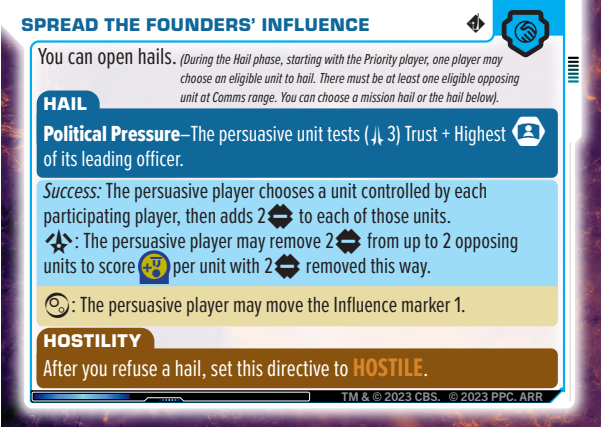 SPREAD THE FOUNDERS' INFLUENCE
You can open hails. (During the Hail phase, starting with the Priority player, one player may
choose an eligible unit to hail. There must be at least one eligible opposing
unit at Comms range. You can choose a mission hail or the hail below).
HAIL
Political Pressure–The persuasive unit tests ( 3) Trust + Highest
of its leading officer.
Success: The persuasive player chooses a unit controlled by each
participating player, then adds 2 to each of those units.
: The persuasive player may remove 2 from up to 2 opposing
units to score + per unit with 2 removed this way.
: The persuasive player may move the Influence marker 1.
HOSTILITY
After you refuse a hail, set this directive to HOSTILE.
TM & © 2023 CBS. © 2023 PPC. ARR